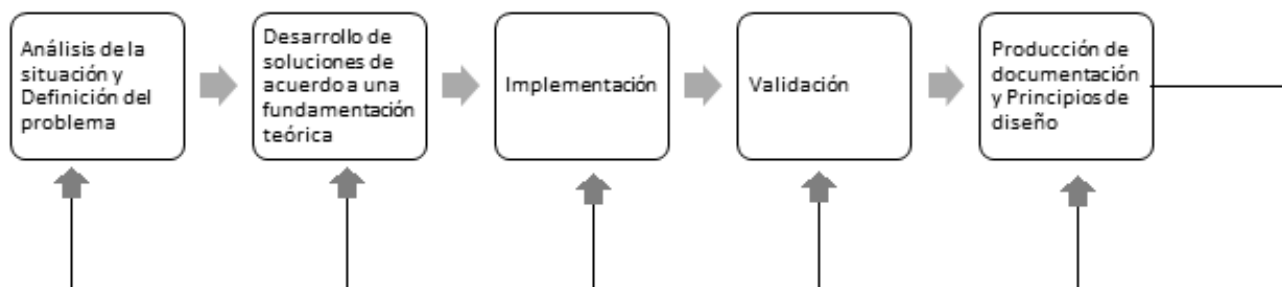 Análisis de la
situación y
Definición del
problema
Desarrollo de
soluciones de
acuerdo a una
fundamentación
teórica
Implementación
Validación
Producción de
documentación
y Principios de
diseño